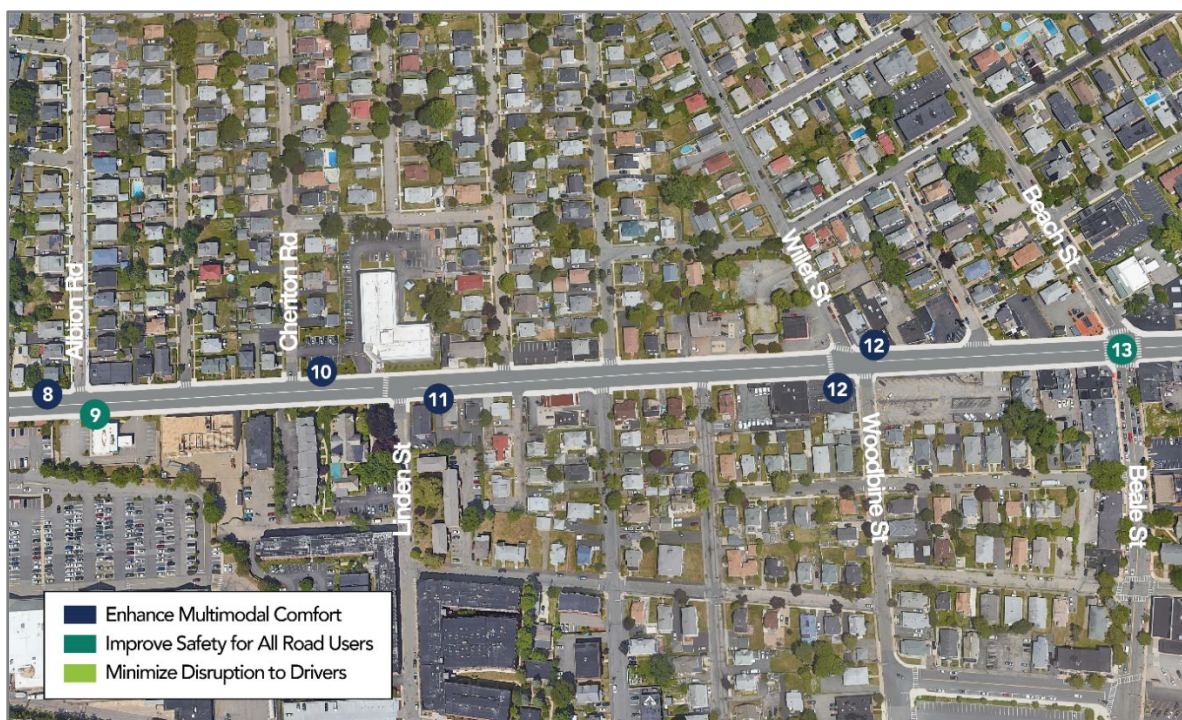 Albion Rd
Chenton Rd
Willet St
Beach St
8
9
10
11
12
12
13
Linden St
Woodbine St
Beale St
Enhance Multimodal Comfort
Improve Safety for All Road Users
Minimize Disruption to Drivers